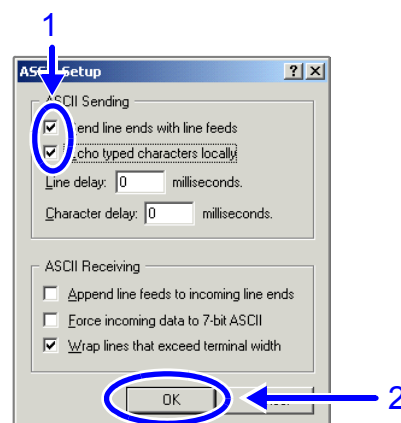 1
ASCII Setup
ASCII Sending
Send line ends with line feeds
Echo typed characters locally
Line delay: 0 milliseconds.
Character delay: 0 milliseconds.
ASCII Receiving
Append line feeds to incoming line ends
Force incoming data to 7-bit ASCII
Wrap lines that exceed terminal width
OK
2